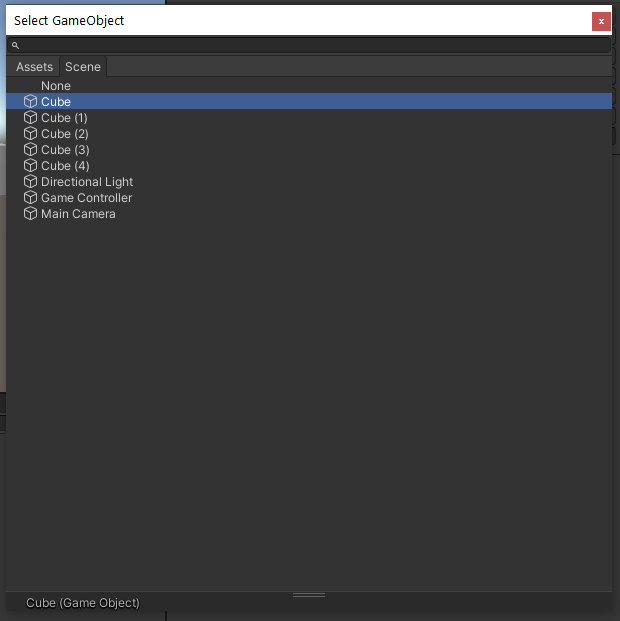 Select GameObject
x
Assets Scene
None
Cube
Cube (1)
Cube (2)
Cube (3)
Cube (4)
Directional Light
Game Controller
Main Camera
Cube (Game Object)